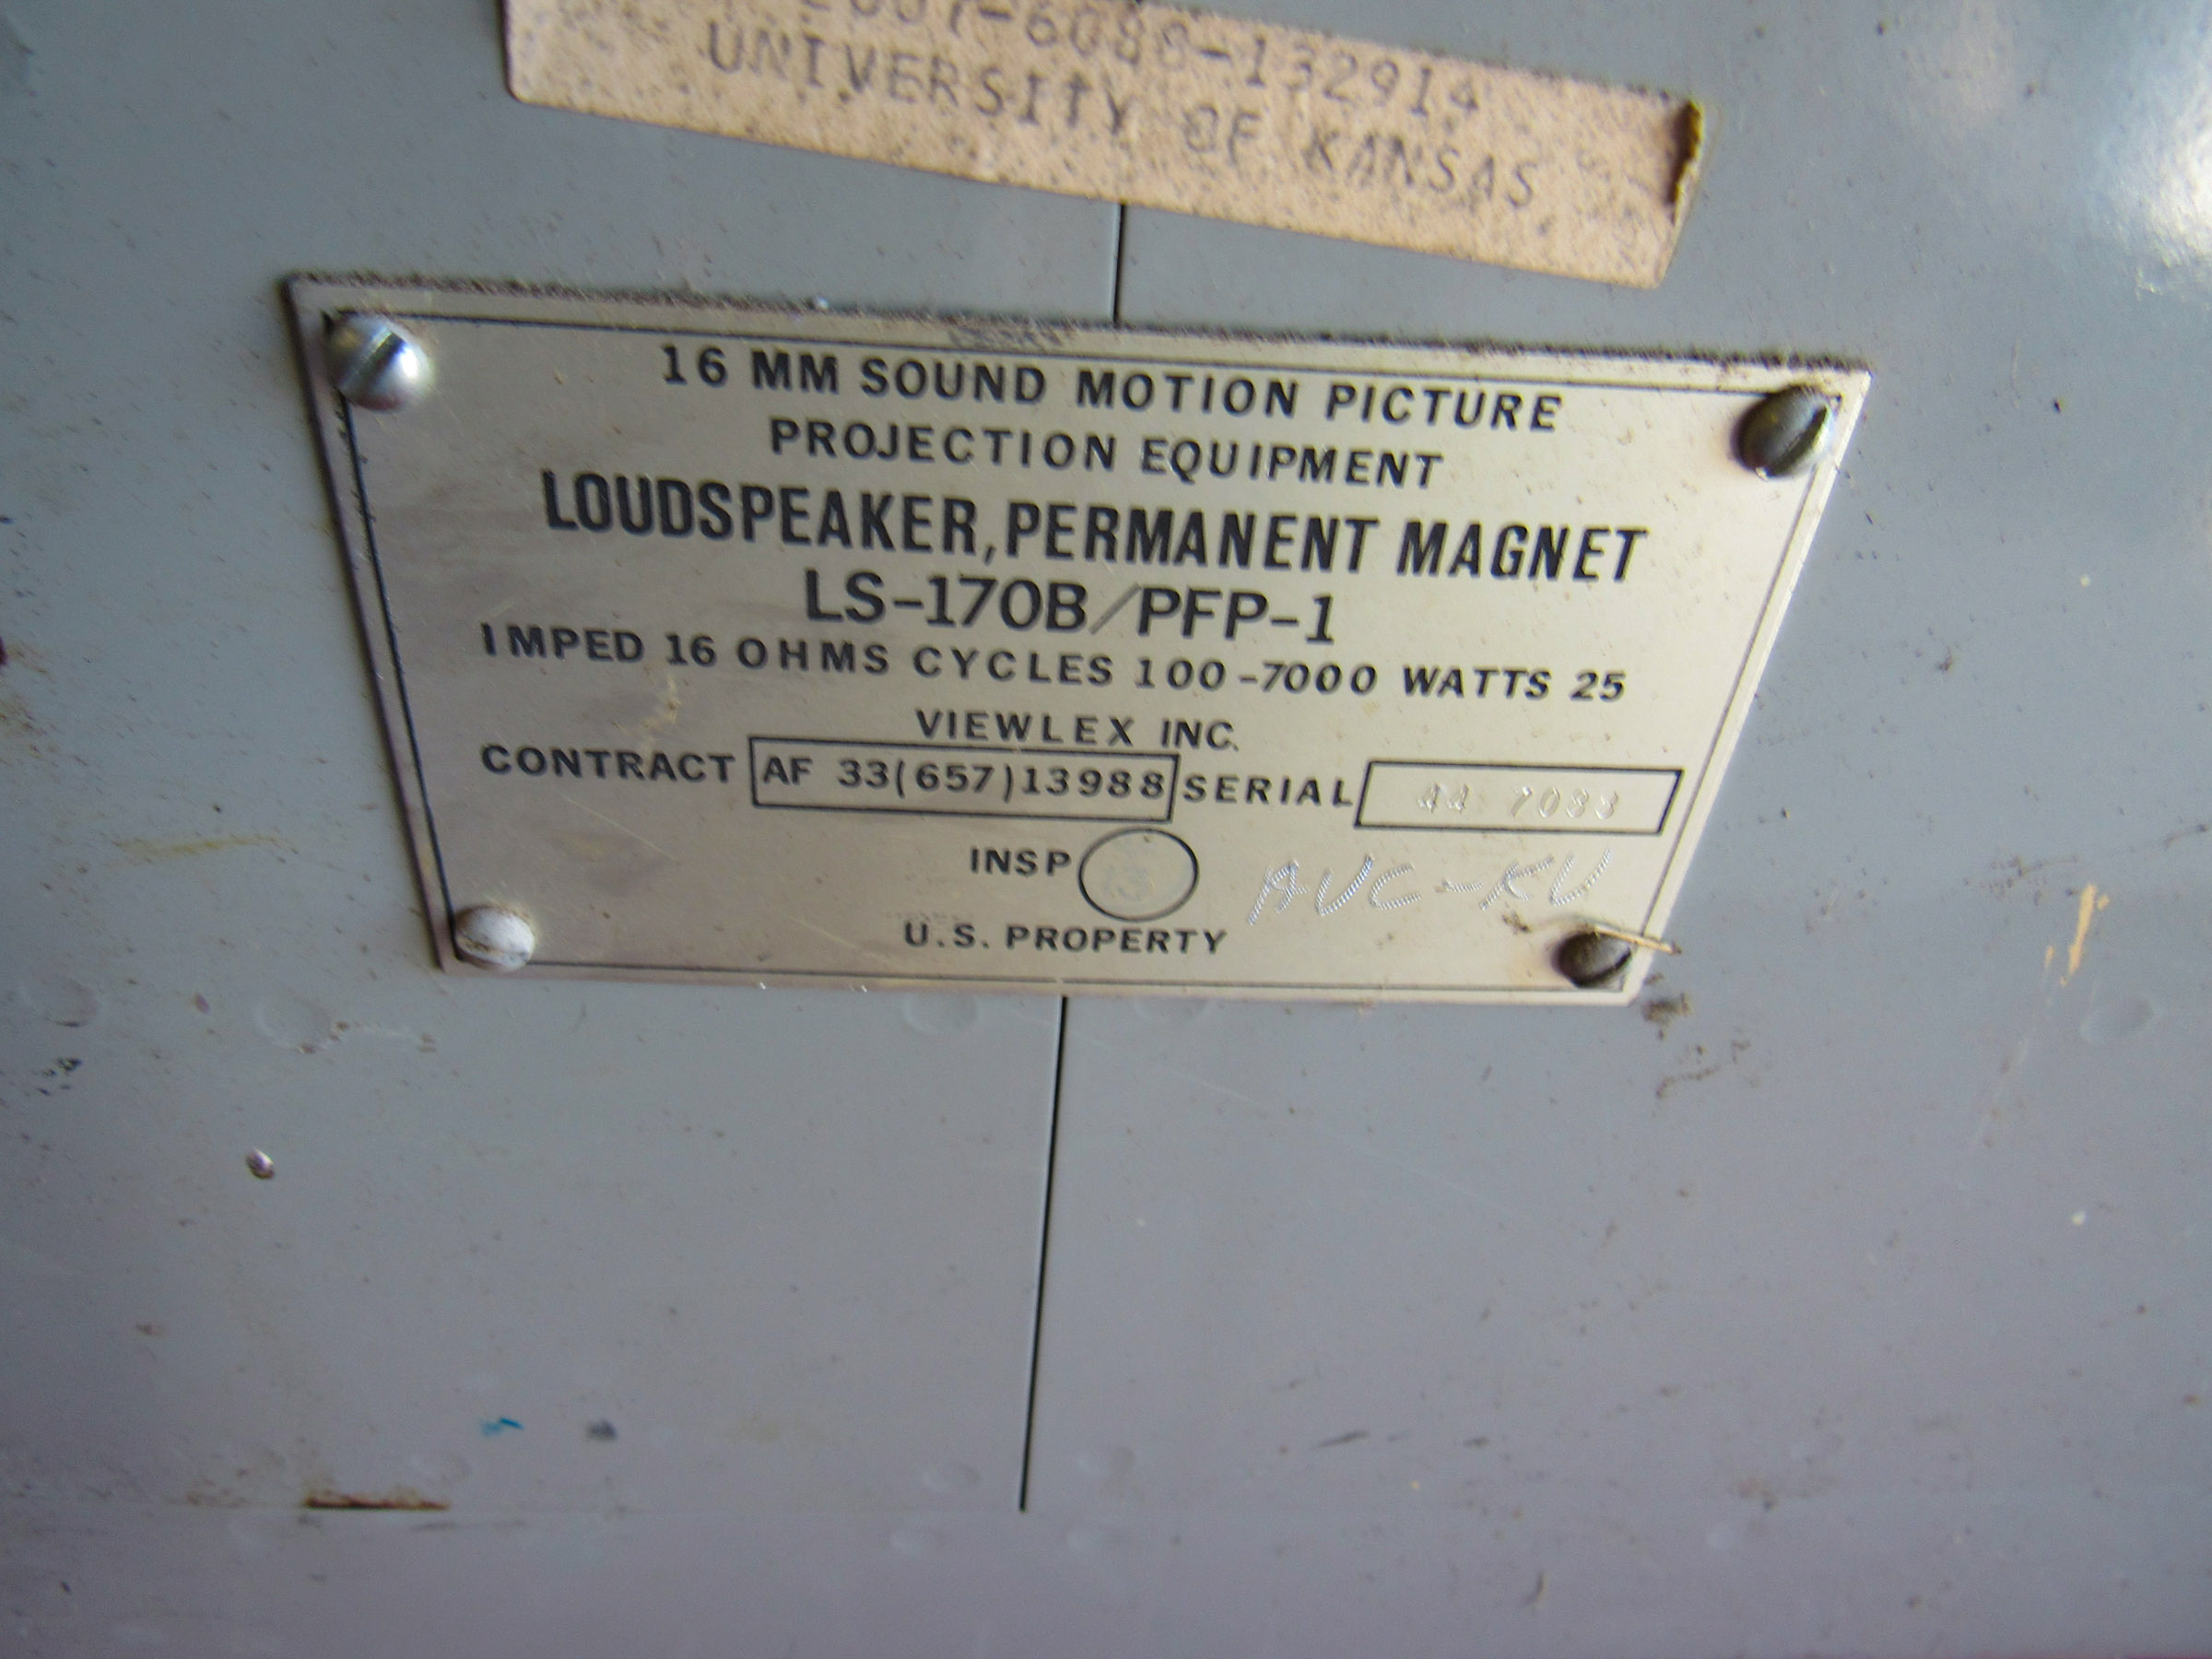 -132914
UNIVERSITY OF KANSAS
16 MM SOUND MOTION PICTURE
PROJECTION EQUIPMENT
LOUDSPEAKER, PERMANENT MAGNET
LS-170B/PFP-1
IMPED 16 OHMS CYCLES 100-7000 WATTS 25
VIEWLEX INC.
CONTRACT AF 33(657)13988 SERIAL
INSP AVC-KU
U.S. PROPERTY